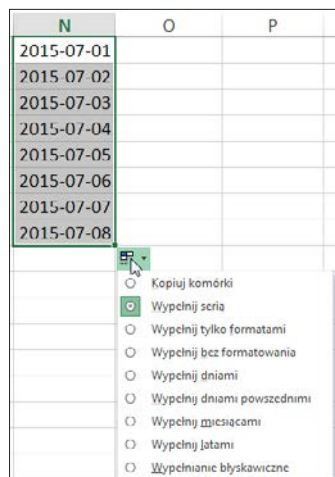 N O P
2015-07-01
2015-07-02
2015-07-03
2015-07-04
2015-07-05
2015-07-06
2015-07-07
2015-07-08
Kopiuj komórki
Wypełnij serią
Wypełnij tylko formatami
Wypełnij bez formatowania
Wypełnij dniami
Wypełnij dniami powszednimi
Wypełnij miesiącami
Wypełnij latami
Wypełnianie błyskawiczne